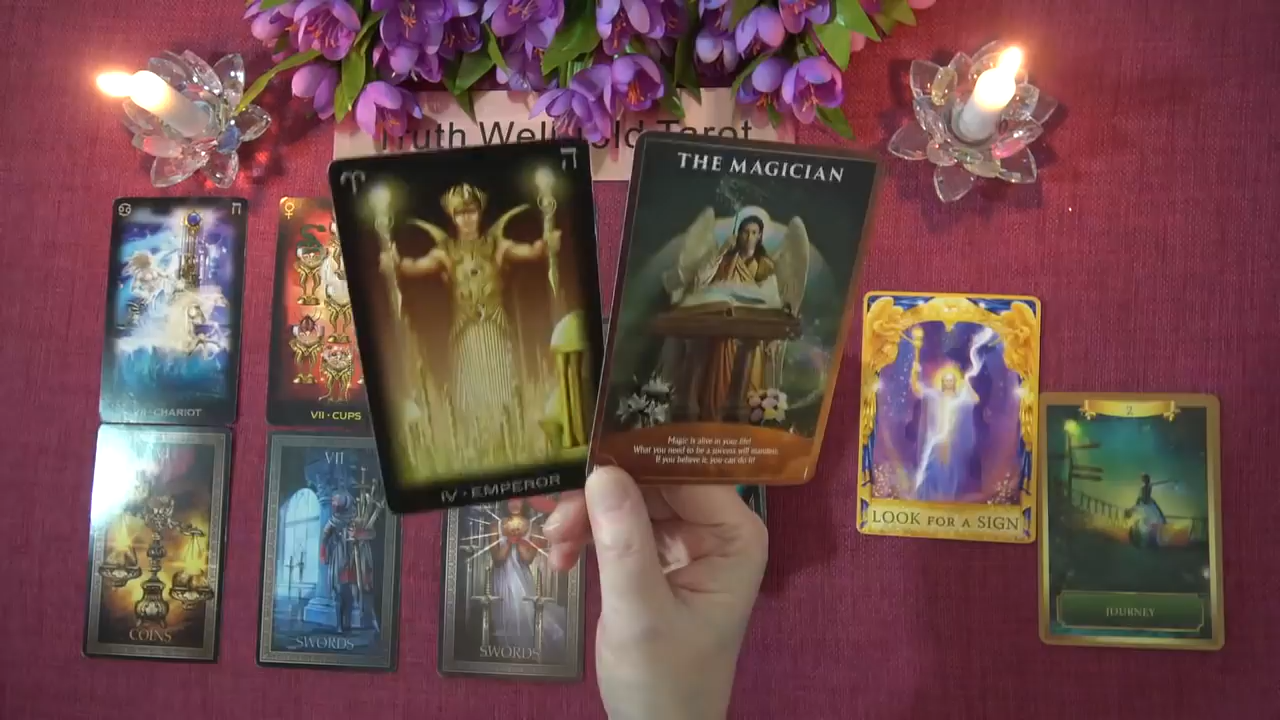 Truth Well Told Tarot
THE MAGICIAN
Magic is alive in your life!
What you need to be a success will manifest.
If you believe it, you can do it!
ה
IV · EMPEROR
ה
VII · CHARIOT
VII · CUPS
COINS
VII
SWORDS
SWORDS
LOOK FOR A SIGN
2
JOURNEY